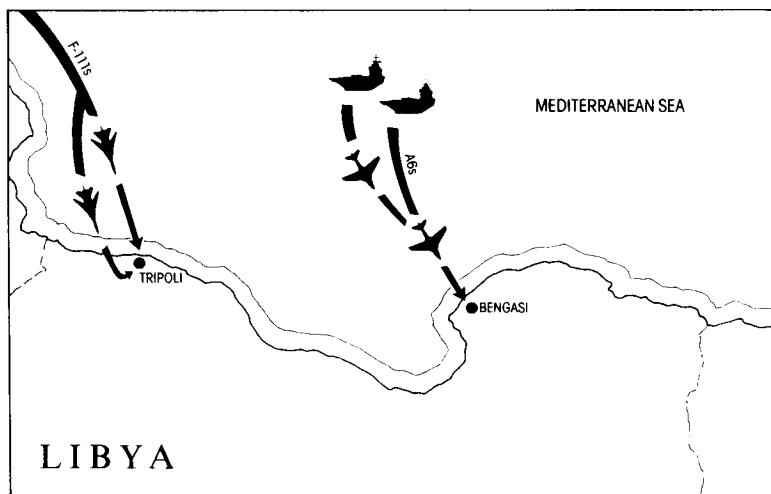 F-111s
MEDITERRANEAN SEA
A6s
TRIPOLI
BENGASI
LIBYA